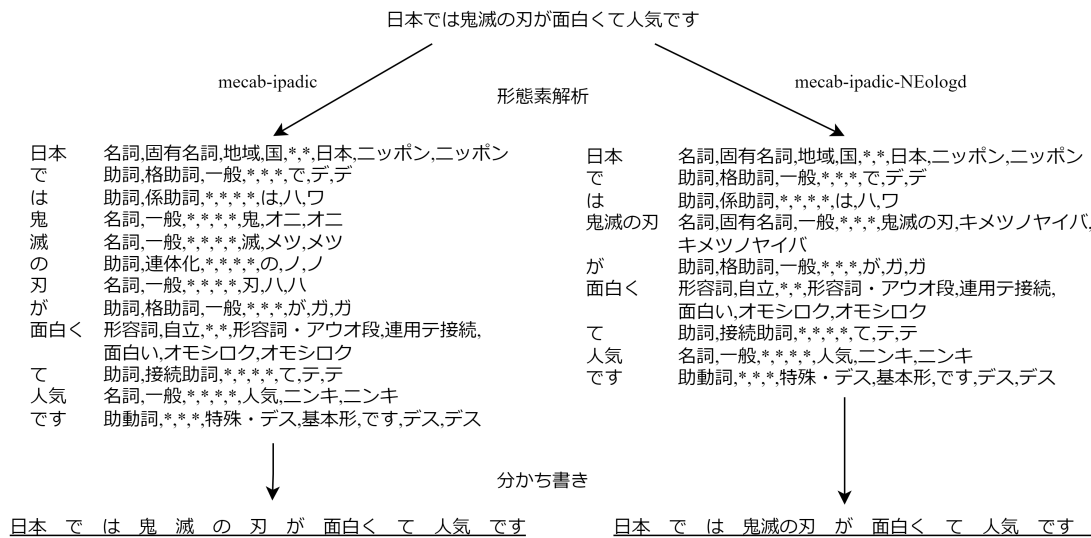 日本では鬼滅の刃が面白くて人気です
mecab-ipadic
mecab-ipadic-NEologd
形態素解析
日本 名詞,固有名詞,地域,国,*,*,日本,ニッポン,ニッポン
で 助詞,格助詞,一般,*,*,*,で,デ,デ
は 助詞,係助詞,*,*,*,*,は,ハ,ワ
鬼 名詞,一般,*,*,*,*,鬼,オニ,オニ
滅 名詞,一般,*,*,*,*,滅,メツ,メツ
の 助詞,連体化,*,*,*,*,の,ノ,ノ
刃 名詞,一般,*,*,*,*,刃,ハ,ハ
が 助詞,格助詞,一般,*,*,*,が,ガ,ガ
面白く 形容詞,自立,*,*,形容詞・アウオ段,連用テ接続,
面白い,オモシロク,オモシロク
て 助詞,接続助詞,*,*,*,*,て,テ,テ
人気 名詞,一般,*,*,*,*,人気,ニンキ,ニンキ
です 助動詞,*,*,*,特殊・デス,基本形,です,デス,デス
日本 名詞,固有名詞,地域,国,*,*,日本,ニッポン,ニッポン
で 助詞,格助詞,一般,*,*,*,で,デ,デ
は 助詞,係助詞,*,*,*,*,は,ハ,ワ
鬼滅の刃 名詞,固有名詞,一般,*,*,*,鬼滅の刃,キメツノヤイバ,
キメツノヤイバ
が 助詞,格助詞,一般,*,*,*,が,ガ,ガ
面白く 形容詞,自立,*,*,形容詞・アウオ段,連用テ接続,
面白い,オモシロク,オモシロク
て 助詞,接続助詞,*,*,*,*,て,テ,テ
人気 名詞,一般,*,*,*,*,人気,ニンキ,ニンキ
です 助動詞,*,*,*,特殊・デス,基本形,です,デス,デス
分かち書き
日本 で は 鬼 滅 の 刃 が 面白く て 人気 です
日本 で は 鬼滅の刃 が 面白く て 人気 です